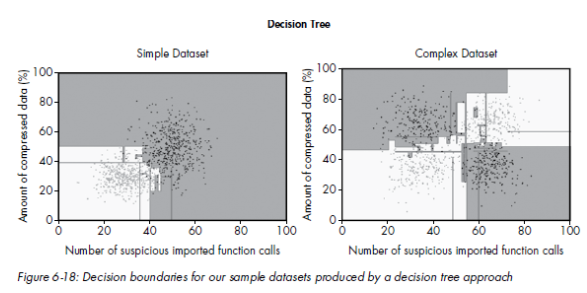 Decision Tree
Simple Dataset
Complex Dataset
Amount of compressed data (%)
100
80
60
40
20
0
0 20 40 60 80 100
Number of suspicious imported function calls
Amount of compressed data (%)
100
80
60
40
20
0
0 20 40 60 80 100
Number of suspicious imported function calls
Figure 6-18: Decision boundaries for our sample datasets produced by a decision tree approach